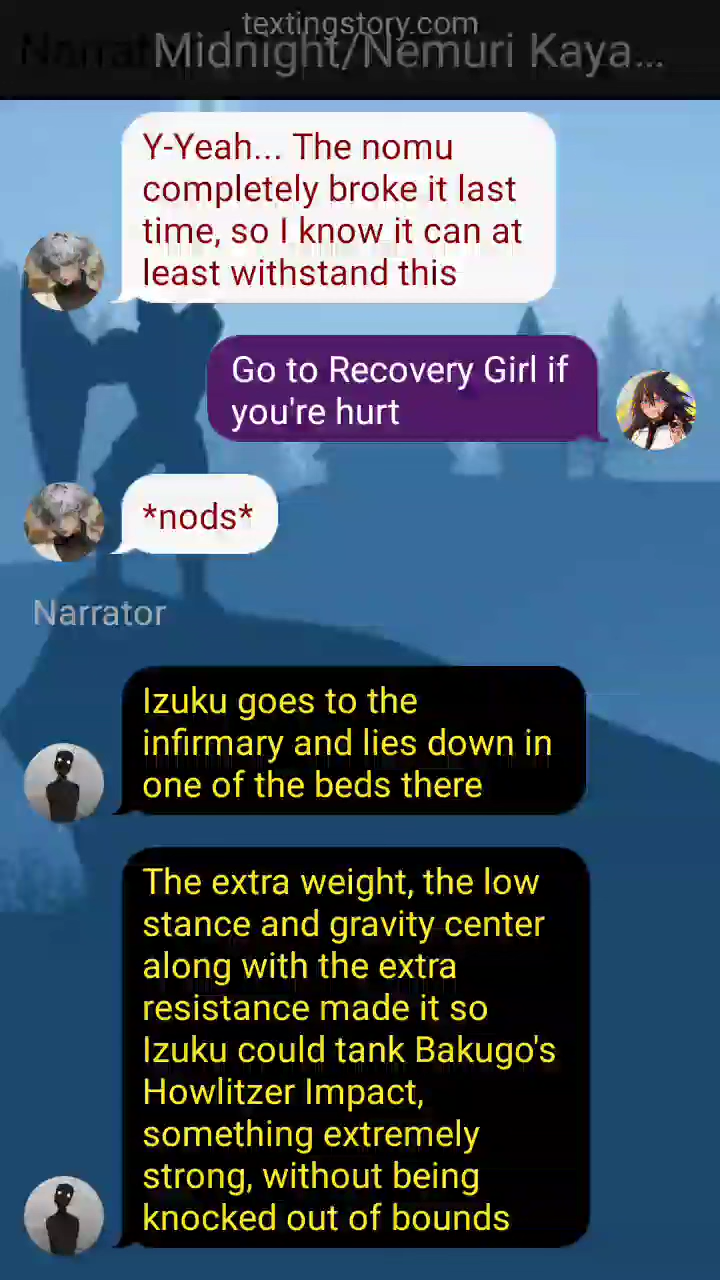 textingstory.com
Narrat Midnight/Nemuri Kaya...
Y-Yeah... The nomu
completely broke it last
time, so I know it can at
least withstand this
Go to Recovery Girl if
you're hurt
*nods*
Narrator
Izuku goes to the
infirmary and lies down in
one of the beds there
The extra weight, the low
stance and gravity center
along with the extra
resistance made it so
Izuku could tank Bakugo's
Howlitzer Impact,
something extremely
strong, without being
knocked out of bounds